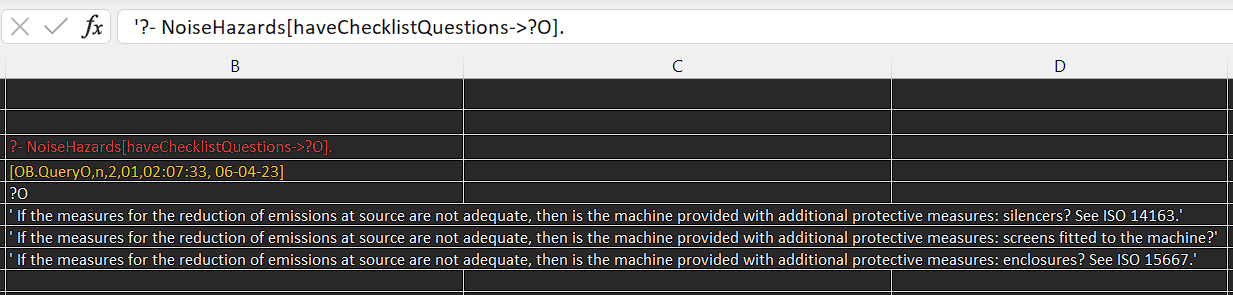 fx '?- NoiseHazards[haveChecklistQuestions->?O].
B C D
?- NoiseHazards[haveChecklistQuestions->?O].
[OB.QueryO,n,2,01,02:07:33, 06-04-23]
?O
' If the measures for the reduction of emissions at source are not adequate, then is the machine provided with additional protective measures: silencers? See ISO 14163.'
' If the measures for the reduction of emissions at source are not adequate, then is the machine provided with additional protective measures: screens fitted to the machine?'
' If the measures for the reduction of emissions at source are not adequate, then is the machine provided with additional protective measures: enclosures? See ISO 15667.'